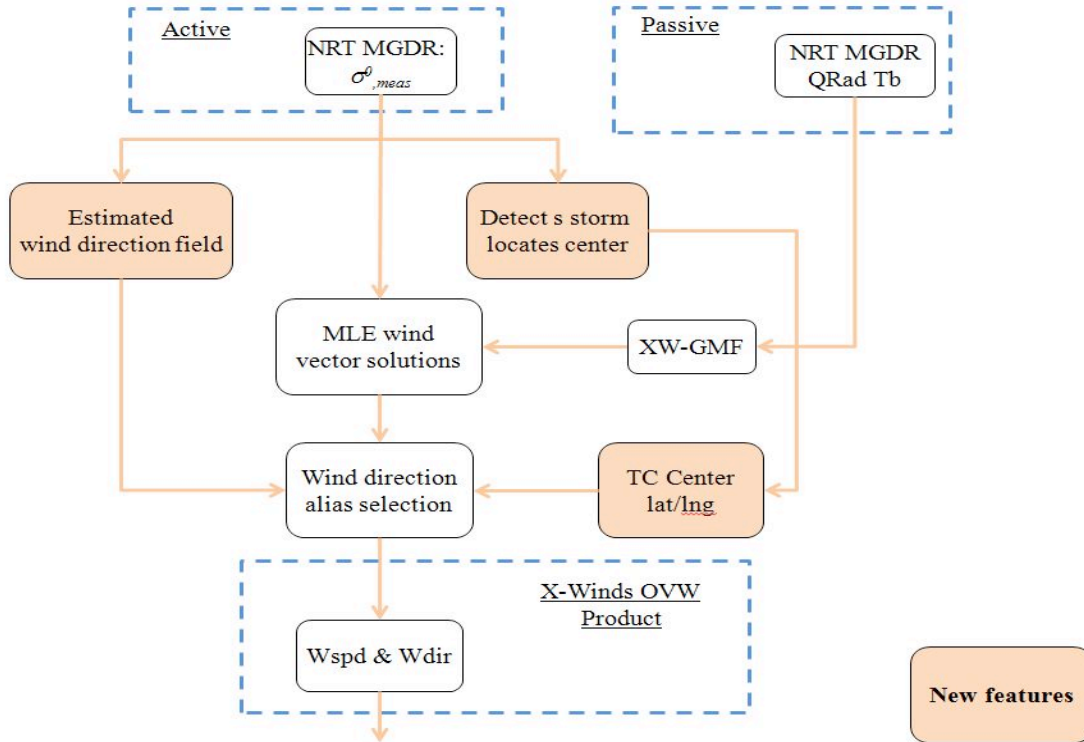 Active
NRT MGDR:
σ⁰,meas
Passive
NRT MGDR
QRad Tb
Estimated
wind direction field
Detect s storm
locates center
MLE wind
vector solutions
XW-GMF
Wind direction
alias selection
TC Center
lat/lng
X-Winds OVW
Product
Wspd & Wdir
New features